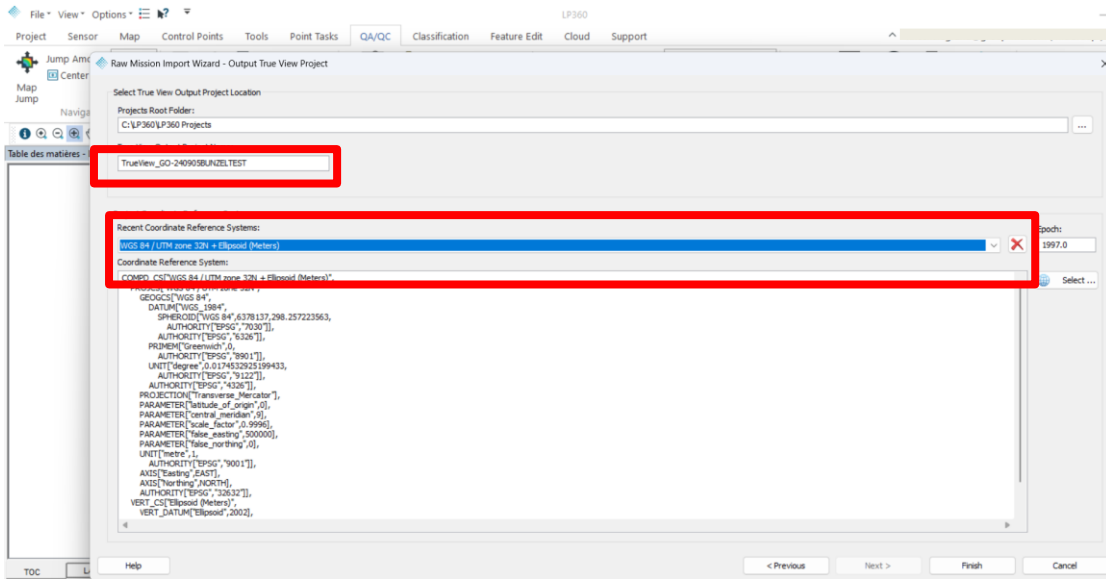 File View Options
LP360
Project Sensor Map Control Points Tools Point Tasks QA/QC Classification Feature Edit Cloud Support
Jump
Center
Map
Jump
Raw Mission Import Wizard - Output True View Project
Select True View Output Project Location
Projects Root Folder:
C:\LP360\LP360 Projects
...
Table des matières -
TrueView_GO-240905BUNZELTEST
Recent Coordinate Reference Systems:
Epoch:
WGS 84 / UTM zone 32N + Ellipsoid (Meters)
1997.0
Coordinate Reference System:
COMPD_CS["WGS 84 / UTM zone 32N + Ellipsoid (Meters)",
Select ...
PROJCS["WGS 84 / UTM zone 32N",
GEOGCS["WGS 84",
DATUM["WGS_1984",
SPHEROID["WGS 84",6378137,298.257223563,
AUTHORITY["EPSG","7030"]],
AUTHORITY["EPSG","6326"]],
PRIMEM["Greenwich",0,
AUTHORITY["EPSG","8901"]],
UNIT["degree",0.0174532925199433,
AUTHORITY["EPSG","9122"]],
AUTHORITY["EPSG","4326"]],
PROJECTION["Transverse_Mercator"],
PARAMETER["latitude_of_origin",0],
PARAMETER["central_meridian",9],
PARAMETER["scale_factor",0.9996],
PARAMETER["false_easting",500000],
PARAMETER["false_northing",0],
UNIT["metre",1,
AUTHORITY["EPSG","9001"]],
AXIS["Easting",EAST],
AXIS["Northing",NORTH],
AUTHORITY["EPSG","32632"]],
VERT_CS["Ellipsoid (Meters)",
VERT_DATUM["Ellipsoid",2002],
TOC
Help
< Previous
Next >
Finish
Cancel